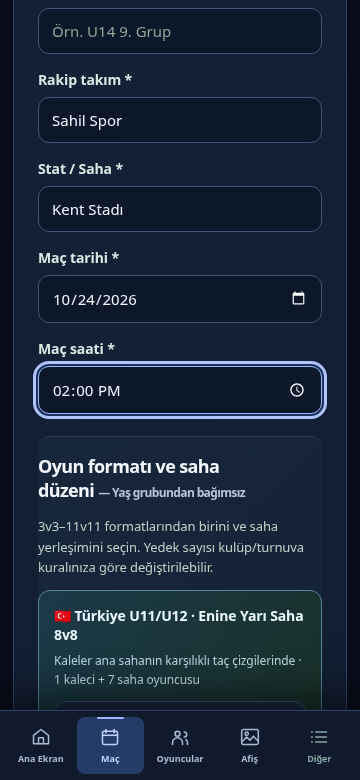 Örn. U14 9. Grup
Rakip takım *
Sahil Spor
Stat / Saha *
Kent Stadı
Maç tarihi *
10/24/2026
Maç saati *
02:00 PM
Oyun formatı ve saha
düzeni — Yaş grubundan bağımsız
3v3–11v11 formatlarından birini ve saha
yerleşimini seçin. Yedek sayısı kulüp/turnuva
kuralınıza göre değiştirilebilir.
🇹🇷 Türkiye U11/U12 · Enine Yarı Saha
8v8
Kaleler ana sahanın karşılıklı taç çizgilerinde ·
1 kaleci + 7 saha oyuncusu
Ana Ekran Maç Oyuncular Afiş Diğer